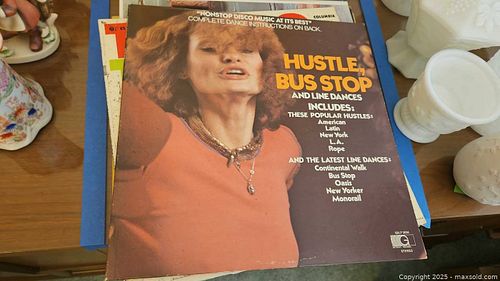 "NONSTOP DISCO MUSIC AT ITS BEST"
COMPLETE DANCE INSTRUCTIONS ON BACK.
COLUMBIA
HUSTLE,
BUS STOP
AND LINE DANCES
INCLUDES:
THESE POPULAR HUSTLES:
American
Latin
New York
L.A.
Rope
AND THE LATEST LINE DANCES:
Continental Walk
Bus Stop
Oasis
New Yorker
Monorail
G
STEREO
Copyright © 2025 - maxsold.com